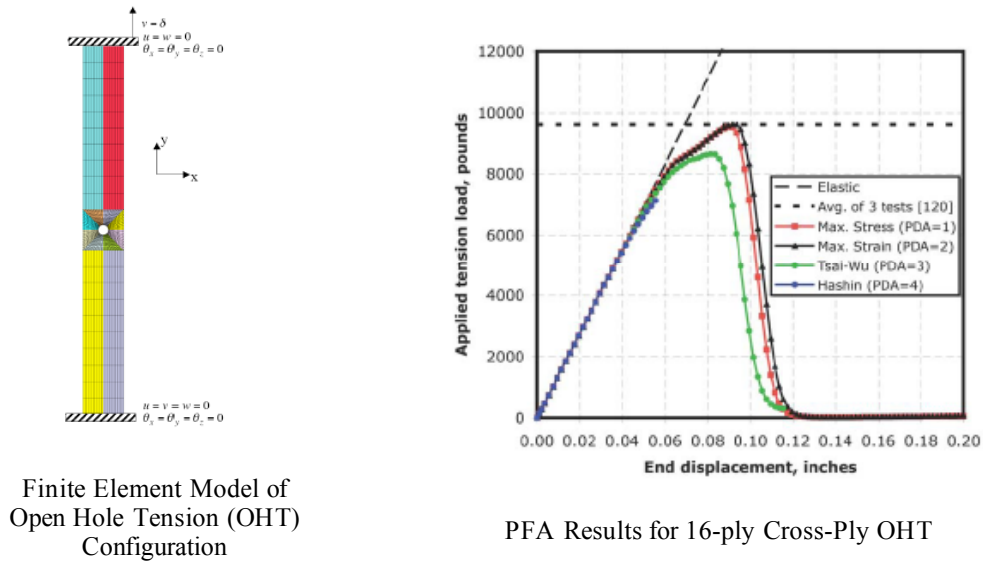 v = δ
u = w = 0
θx = θy = θz = 0
y
x
u = v = w = 0
θx = θy = θz = 0
Finite Element Model of
Open Hole Tension (OHT)
Configuration
12000
10000
8000
6000
4000
2000
0
Applied tension load, pounds
Elastic
Avg. of 3 tests [120]
Max. Stress (PDA=1)
Max. Strain (PDA=2)
Tsai-Wu (PDA=3)
Hashin (PDA=4)
0.00 0.02 0.04 0.06 0.08 0.10 0.12 0.14 0.16 0.18 0.20
End displacement, inches
PFA Results for 16-ply Cross-Ply OHT